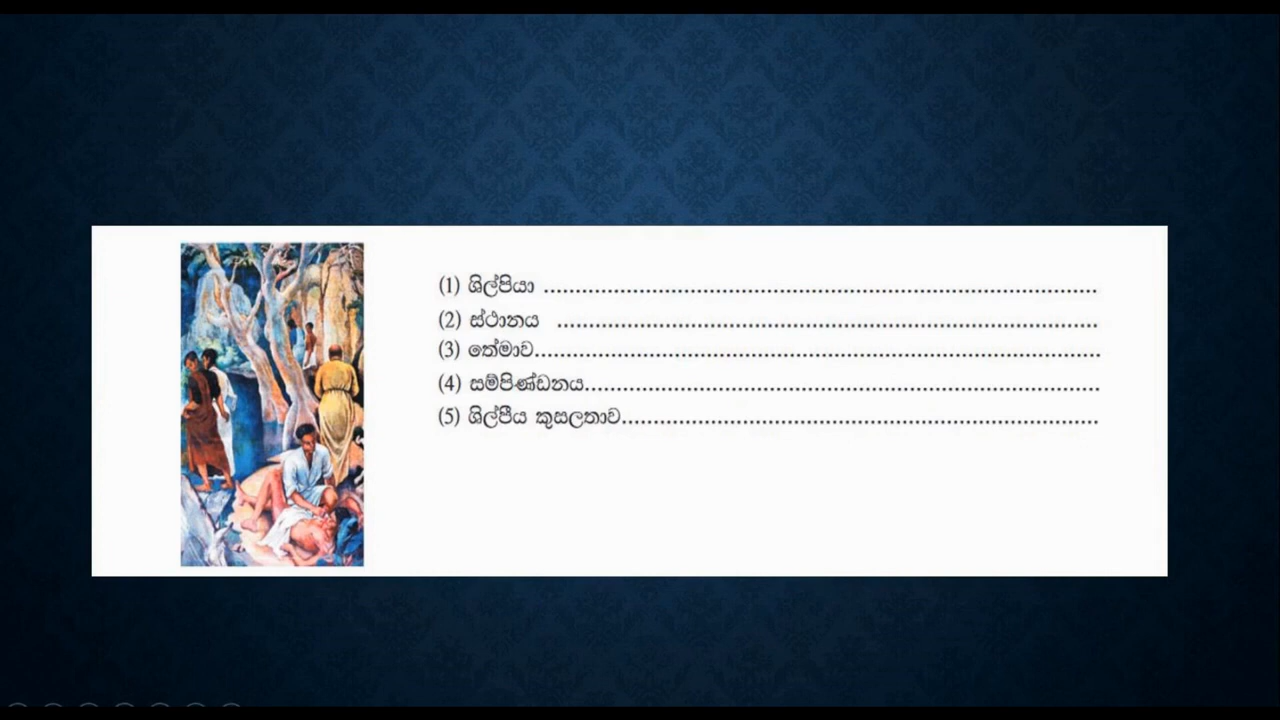 (1) ශිල්පියා ........................................................................................
(2) ස්ථානය ......................................................................................
(3) තේමාව..........................................................................................
(4) සම්පිණ්ඩනය..................................................................................
(5) ශිල්පීය කුසලතාව...........................................................................